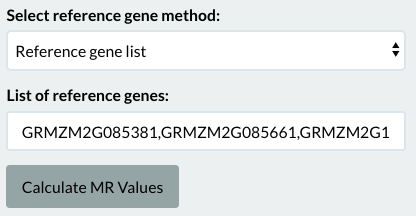 Select reference gene method:
Reference gene list
List of reference genes:
GRMZM2G085381,GRMZM2G085661,GRMZM2G1
Calculate MR Values